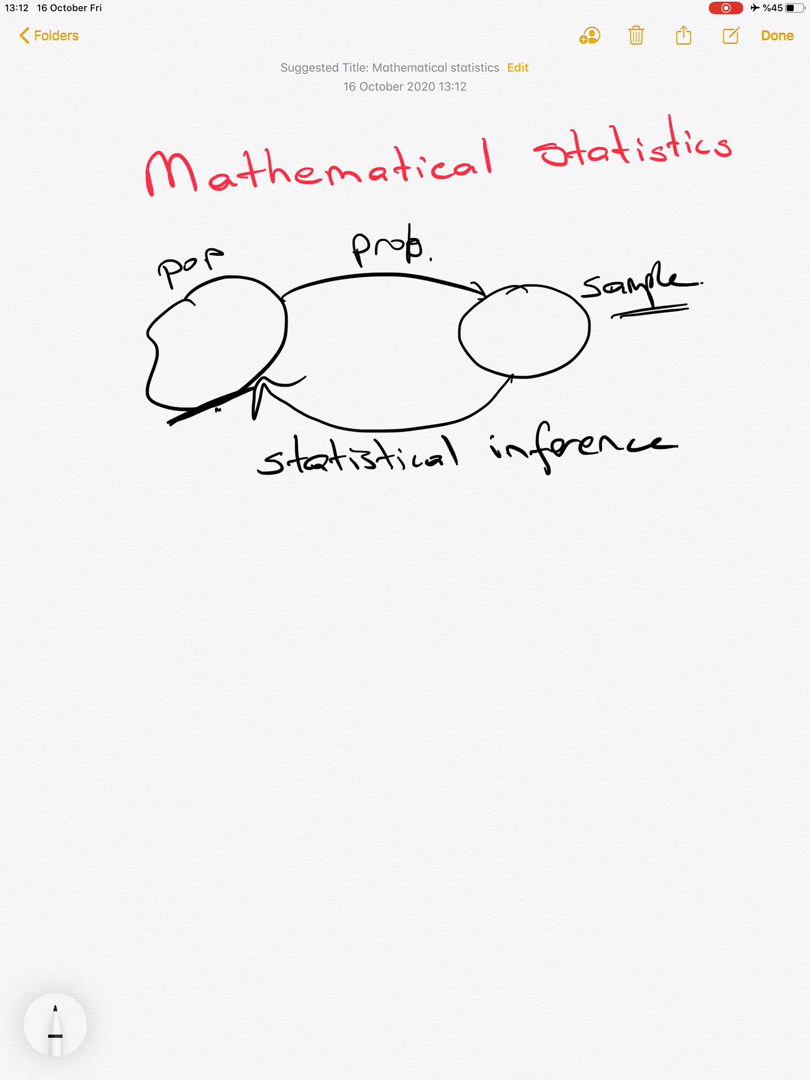 13:12 16 October Fri %45
Folders Done
Suggested Title: Mathematical statistics Edit
16 October 2020 13:12
Mathematical statistics
pop prob. sample.
statistical inference